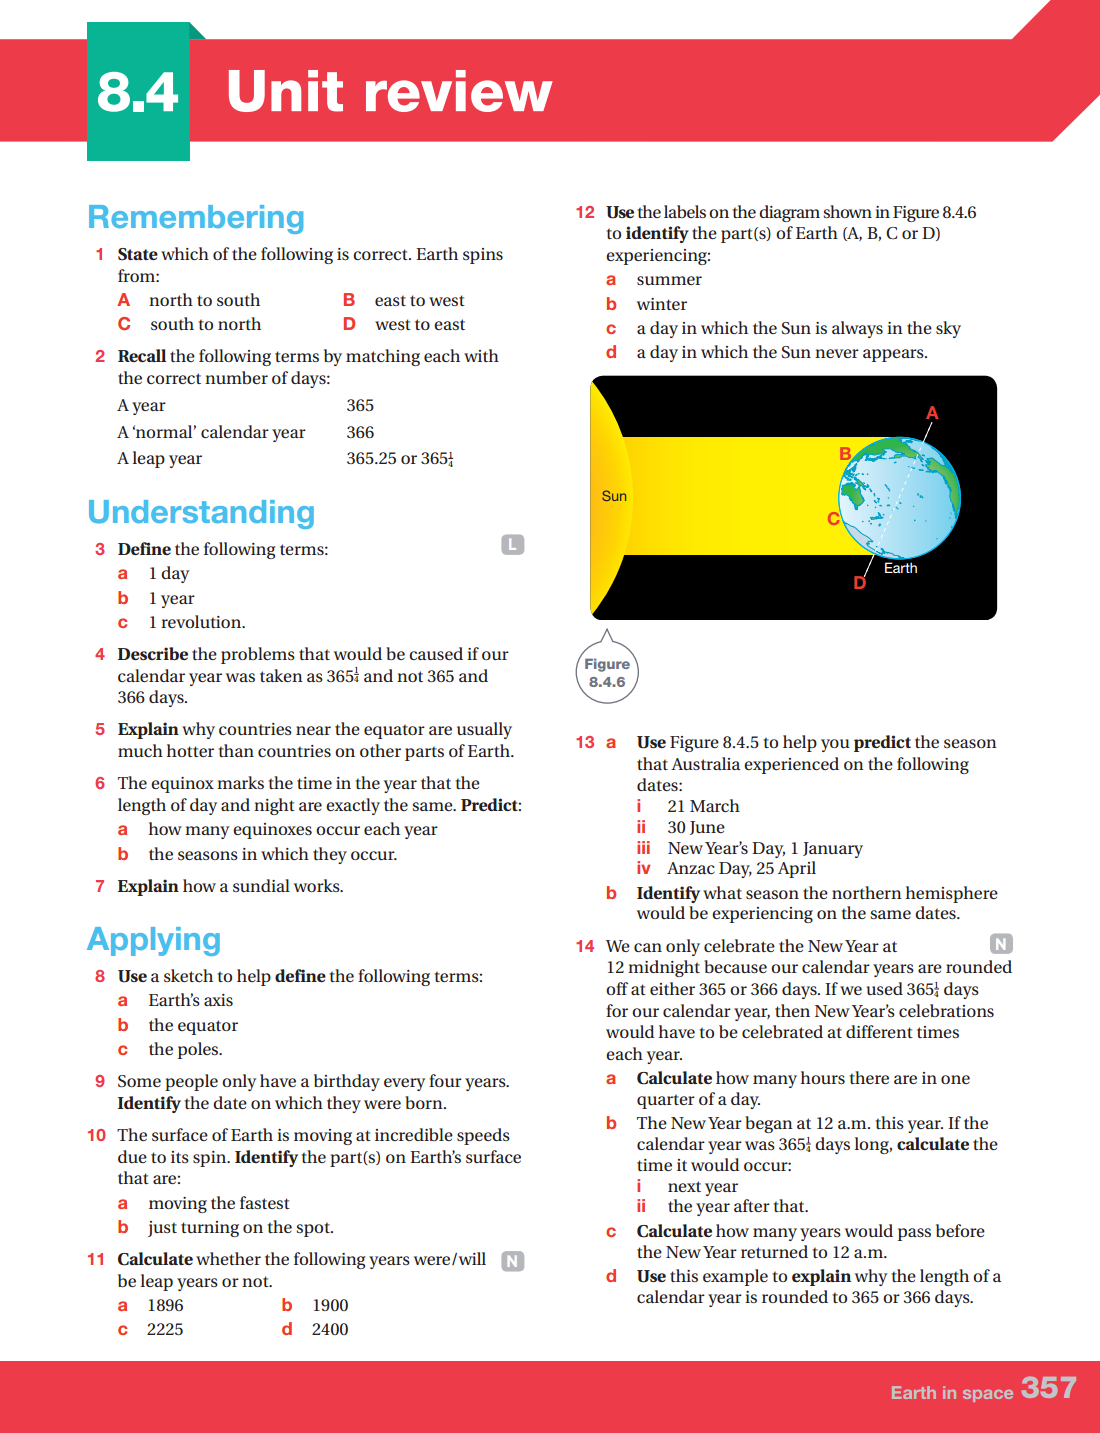 8.4
Unit review
Remembering
1 State which of the following is correct. Earth spins
from:
A north to south B east to west
C south to north D west to east
2 Recall the following terms by matching each with
the correct number of days:
A year 365
A ‘normal’ calendar year 366
A leap year 365.25 or 365¼
Understanding
3 Define the following terms: L
a 1 day
b 1 year
c 1 revolution.
4 Describe the problems that would be caused if our
calendar year was taken as 365¼ and not 365 and
366 days.
5 Explain why countries near the equator are usually
much hotter than countries on other parts of Earth.
6 The equinox marks the time in the year that the
length of day and night are exactly the same. Predict:
a how many equinoxes occur each year
b the seasons in which they occur.
7 Explain how a sundial works.
Applying
8 Use a sketch to help define the following terms:
a Earth’s axis
b the equator
c the poles.
9 Some people only have a birthday every four years.
Identify the date on which they were born.
10 The surface of Earth is moving at incredible speeds
due to its spin. Identify the part(s) on Earth’s surface
that are:
a moving the fastest
b just turning on the spot.
11 Calculate whether the following years were/will N
be leap years or not.
a 1896 b 1900
c 2225 d 2400
12 Use the labels on the diagram shown in Figure 8.4.6
to identify the part(s) of Earth (A, B, C or D)
experiencing:
a summer
b winter
c a day in which the Sun is always in the sky
d a day in which the Sun never appears.
A
B
Sun
C
Earth
D
Figure
8.4.6
13 a Use Figure 8.4.5 to help you predict the season
that Australia experienced on the following
dates:
i 21 March
ii 30 June
iii New Year’s Day, 1 January
iv Anzac Day, 25 April
b Identify what season the northern hemisphere
would be experiencing on the same dates.
14 We can only celebrate the New Year at N
12 midnight because our calendar years are rounded
off at either 365 or 366 days. If we used 365¼ days
for our calendar year, then New Year’s celebrations
would have to be celebrated at different times
each year.
a Calculate how many hours there are in one
quarter of a day.
b The New Year began at 12 a.m. this year. If the
calendar year was 365¼ days long, calculate the
time it would occur:
i next year
ii the year after that.
c Calculate how many years would pass before
the New Year returned to 12 a.m.
d Use this example to explain why the length of a
calendar year is rounded to 365 or 366 days.
Earth in space 357